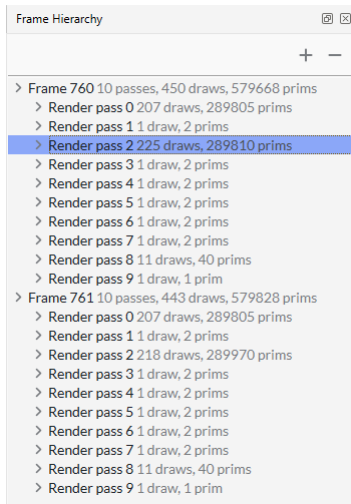 Frame Hierarchy
+ −
Frame 760 10 passes, 450 draws, 579668 prims
Render pass 0 207 draws, 289805 prims
Render pass 1 1 draw, 2 prims
Render pass 2 225 draws, 289810 prims
Render pass 3 1 draw, 2 prims
Render pass 4 1 draw, 2 prims
Render pass 5 1 draw, 2 prims
Render pass 6 1 draw, 2 prims
Render pass 7 1 draw, 2 prims
Render pass 8 11 draws, 40 prims
Render pass 9 1 draw, 1 prim
Frame 761 10 passes, 443 draws, 579828 prims
Render pass 0 207 draws, 289805 prims
Render pass 1 1 draw, 2 prims
Render pass 2 218 draws, 289970 prims
Render pass 3 1 draw, 2 prims
Render pass 4 1 draw, 2 prims
Render pass 5 1 draw, 2 prims
Render pass 6 1 draw, 2 prims
Render pass 7 1 draw, 2 prims
Render pass 8 11 draws, 40 prims
Render pass 9 1 draw, 1 prim